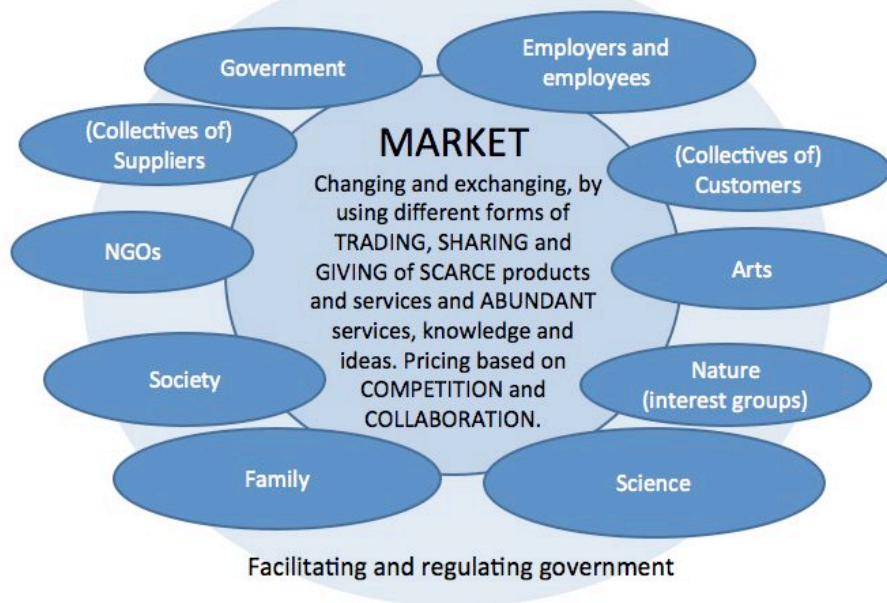 Government
Employers and
employees
(Collectives of)
Suppliers
(Collectives of)
Customers
NGOs
Arts
Society
Nature
(interest groups)
Family
Science
MARKET
Changing and exchanging, by
using different forms of
TRADING, SHARING and
GIVING of SCARCE products
and services and ABUNDANT
services, knowledge and
ideas. Pricing based on
COMPETITION and
COLLABORATION.
Facilitating and regulating government